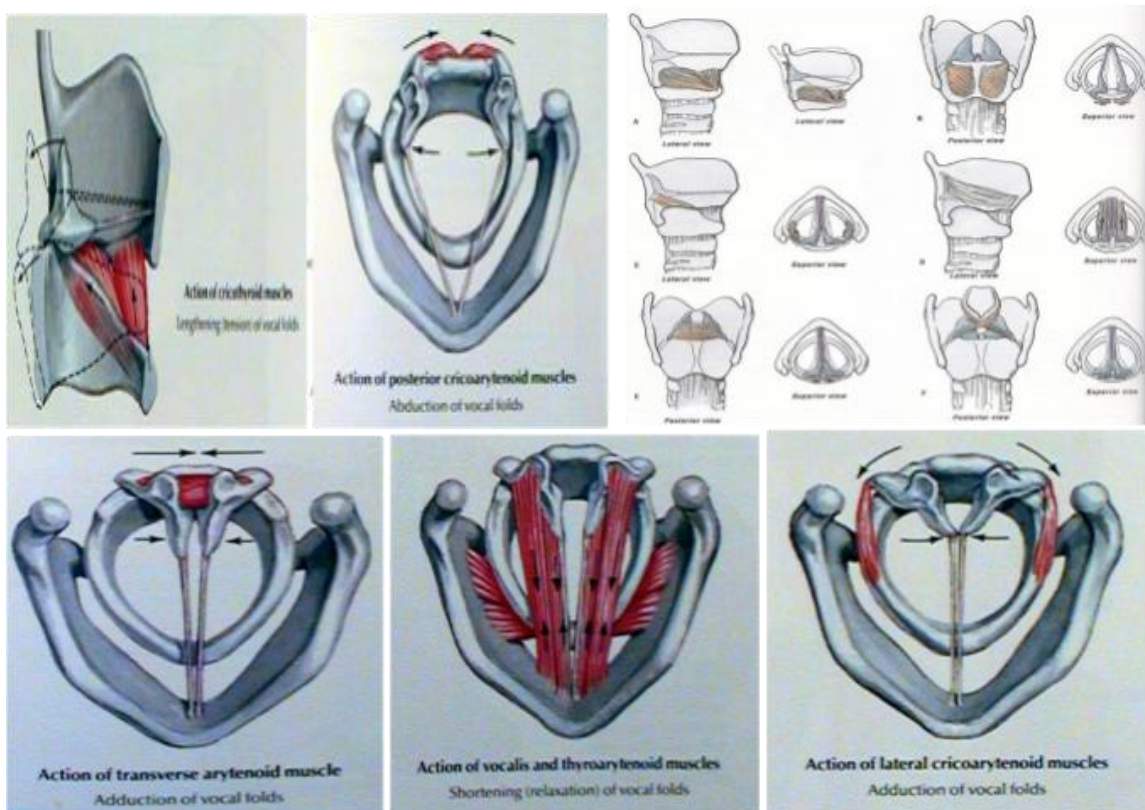 Action of cricothyroid muscles
Lengthening tension of vocal folds
Action of posterior cricoarytenoid muscles
Abduction of vocal folds
A
Lateral view
Lateral view
B
Posterior view
Superior view
Lateral view
Superior view
D
Lateral view
Superior view
E
Posterior view
Superior view
F
Posterior view
Superior view
Action of transverse arytenoid muscle
Adduction of vocal folds
Action of vocalis and thyroarytenoid muscles
Shortening (relaxation) of vocal folds
Action of lateral cricoarytenoid muscles
Adduction of vocal folds